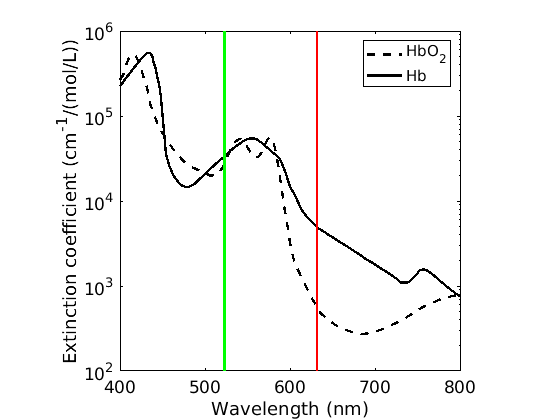 10^6
10^5
10^4
10^3
10^2
Extinction coefficient (cm^-1/(mol/L))
HbO_2
Hb
400 500 600 700 800
Wavelength (nm)